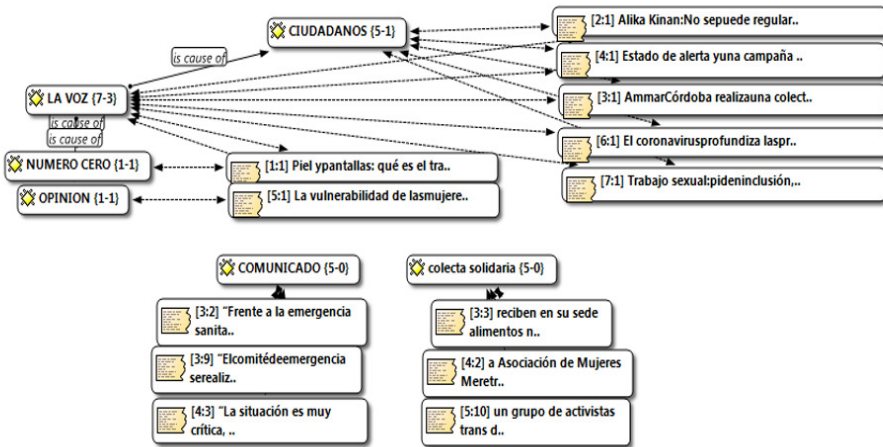 CIUDADANOS {5-1}
[2:1] Alika Kinan:No sepuede regular..
is cause of
[4:1] Estado de alerta yuna campaña ..
LA VOZ {7-3}
[3:1] AmmarCórdoba realizauna colect..
is cause of
is cause of
[6:1] El coronavirusprofundiza laspr..
NUMERO CERO {1-1}
[1:1] Piel ypantallas: qué es el tra..
[7:1] Trabajo sexual:pideninclusión,..
OPINION {1-1}
[5:1] La vulnerabilidad de lasmujere..
COMUNICADO {5-0}
colecta solidaria {5-0}
[3:2] “Frente a la emergencia
sanita..
[3:3] reciben en su sede
alimentos n..
[3:9] “Elcomitédeemergencia
serealiz..
[4:2] a Asociación de Mujeres
Meretr..
[4:3] “La situación es muy
crítica, ..
[5:10] un grupo de activistas
trans d..